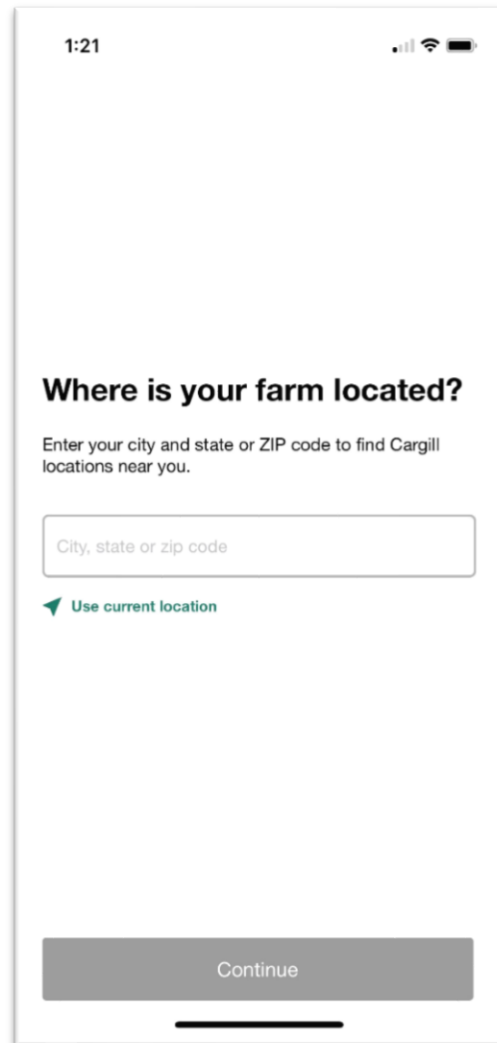 1:21
Where is your farm located?
Enter your city and state or ZIP code to find Cargill
locations near you.
City, state or zip code
Use current location
Continue